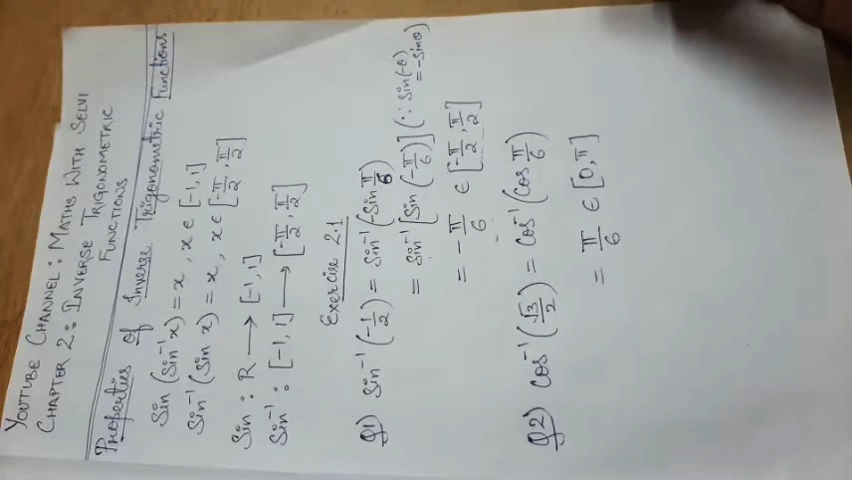 YOUTUBE CHANNEL : MATHS WITH SELVI
CHAPTER 2 : INVERSE TRIGONOMETRIC
FUNCTIONS
Properties of Inverse Trigonometric Functions
Sin (Sin⁻¹x) = x , x ∈ [-1,1]
Sin⁻¹ (Sin x) = x , x ∈ [-π/2, π/2]
Sin : R → [-1,1]
Sin⁻¹ : [-1,1] → [-π/2, π/2]
Exercise 2.1
Q1) Sin⁻¹(-1/2) = Sin⁻¹(-Sin π/6)
= Sin⁻¹[Sin (-π/6)] (∵ Sin(-θ) = -Sinθ)
= -π/6 ∈ [-π/2, π/2]
Q2) Cos⁻¹(√3/2) = Cos⁻¹(Cos π/6)
= π/6 ∈ [0,π]